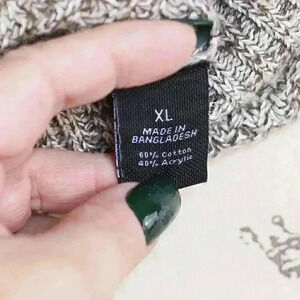 XL
MADE IN
BANGLADESH
60% Cotton
40% Acrylic